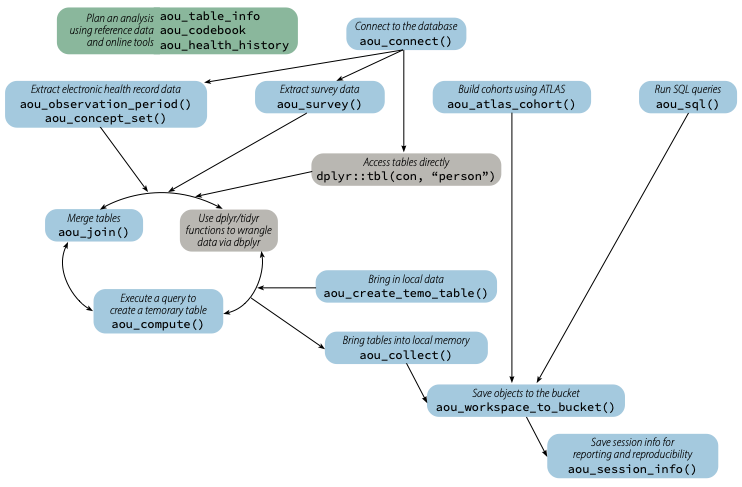 Plan an analysis
using reference data
and online tools
aou_table_info
aou_codebook
aou_health_history
Connect to the database
aou_connect()
Extract electronic health record data
aou_observation_period()
aou_concept_set()
Extract survey data
aou_survey()
Build cohorts using ATLAS
aou_atlas_cohort()
Run SQL queries
aou_sql()
Access tables directly
dplyr::tbl(con, “person”)
Merge tables
aou_join()
Use dplyr/tidyr
functions to wrangle
data via dbplyr
Bring in local data
aou_create_temo_table()
Execute a query to
create a temorary table
aou_compute()
Bring tables into local memory
aou_collect()
Save objects to the bucket
aou_workspace_to_bucket()
Save session info for
reporting and reproducibility
aou_session_info()